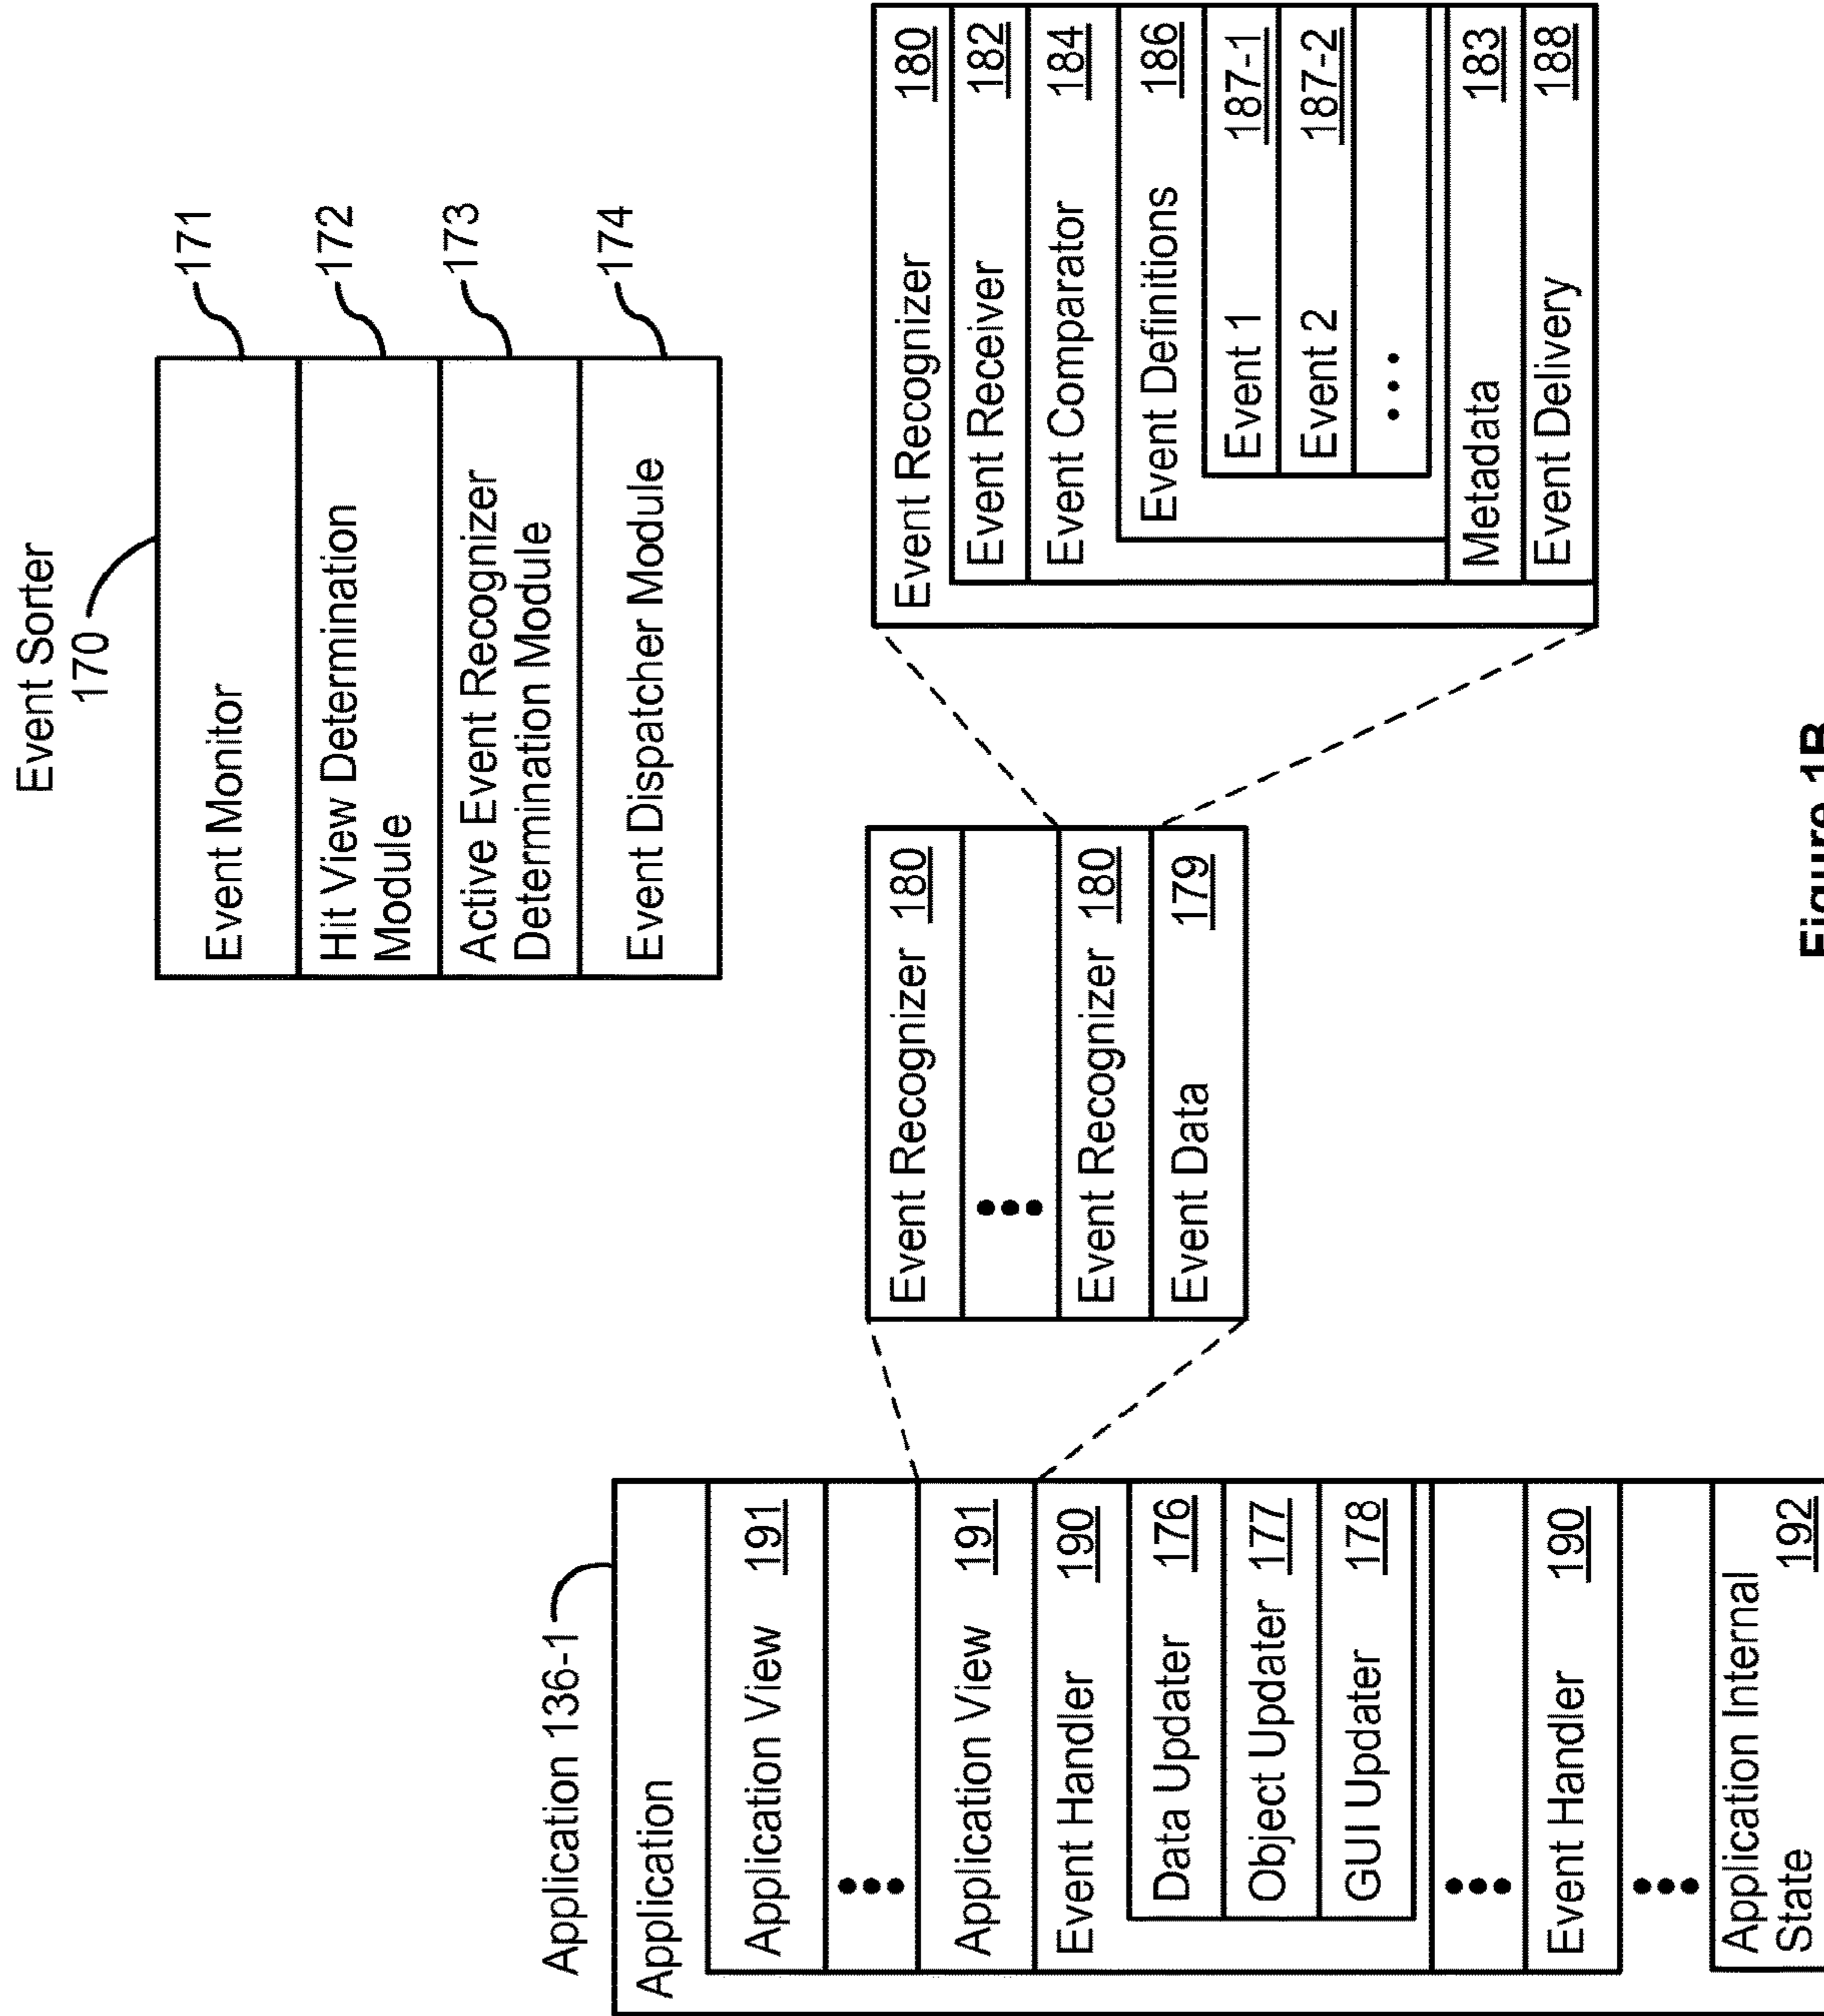 Event Sorter
170
Event Monitor
171
Hit View Determination
Module
172
Active Event Recognizer
Determination Module
173
Event Dispatcher Module
174
Application 136-1
Application
Application View 191
•••
Application View 191
Event Handler 190
Data Updater 176
Object Updater 177
GUI Updater 178
•••
Event Handler 190
•••
Application Internal
State 192
Event Recognizer 180
•••
Event Recognizer 180
Event Data 179
Event Recognizer 180
Event Receiver 182
Event Comparator 184
Event Definitions 186
Event 1 187-1
Event 2 187-2
•••
Metadata 183
Event Delivery 188
Figure 1B